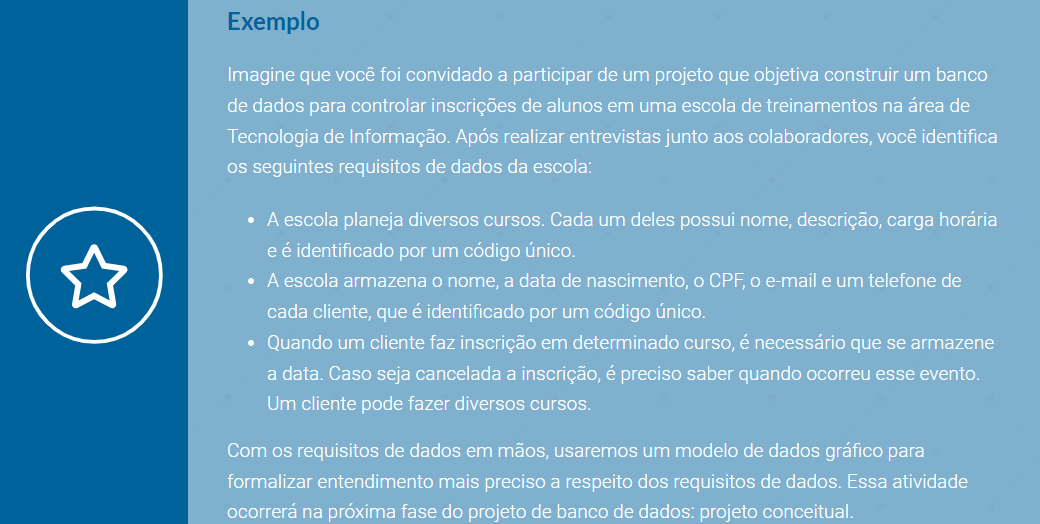 Exemplo
Imagine que você foi convidado a participar de um projeto que objetiva construir um banco
de dados para controlar inscrições de alunos em uma escola de treinamentos na área de
Tecnologia de Informação. Após realizar entrevistas junto aos colaboradores, você identifica
os seguintes requisitos de dados da escola:
• A escola planeja diversos cursos. Cada um deles possui nome, descrição, carga horária
e é identificado por um código único.
• A escola armazena o nome, a data de nascimento, o CPF, o e-mail e um telefone de
cada cliente, que é identificado por um código único.
• Quando um cliente faz inscrição em determinado curso, é necessário que se armazene
a data. Caso seja cancelada a inscrição, é preciso saber quando ocorreu esse evento.
Um cliente pode fazer diversos cursos.
Com os requisitos de dados em mãos, usaremos um modelo de dados gráfico para
formalizar entendimento mais preciso a respeito dos requisitos de dados. Essa atividade
ocorrerá na próxima fase do projeto de banco de dados: projeto conceitual.